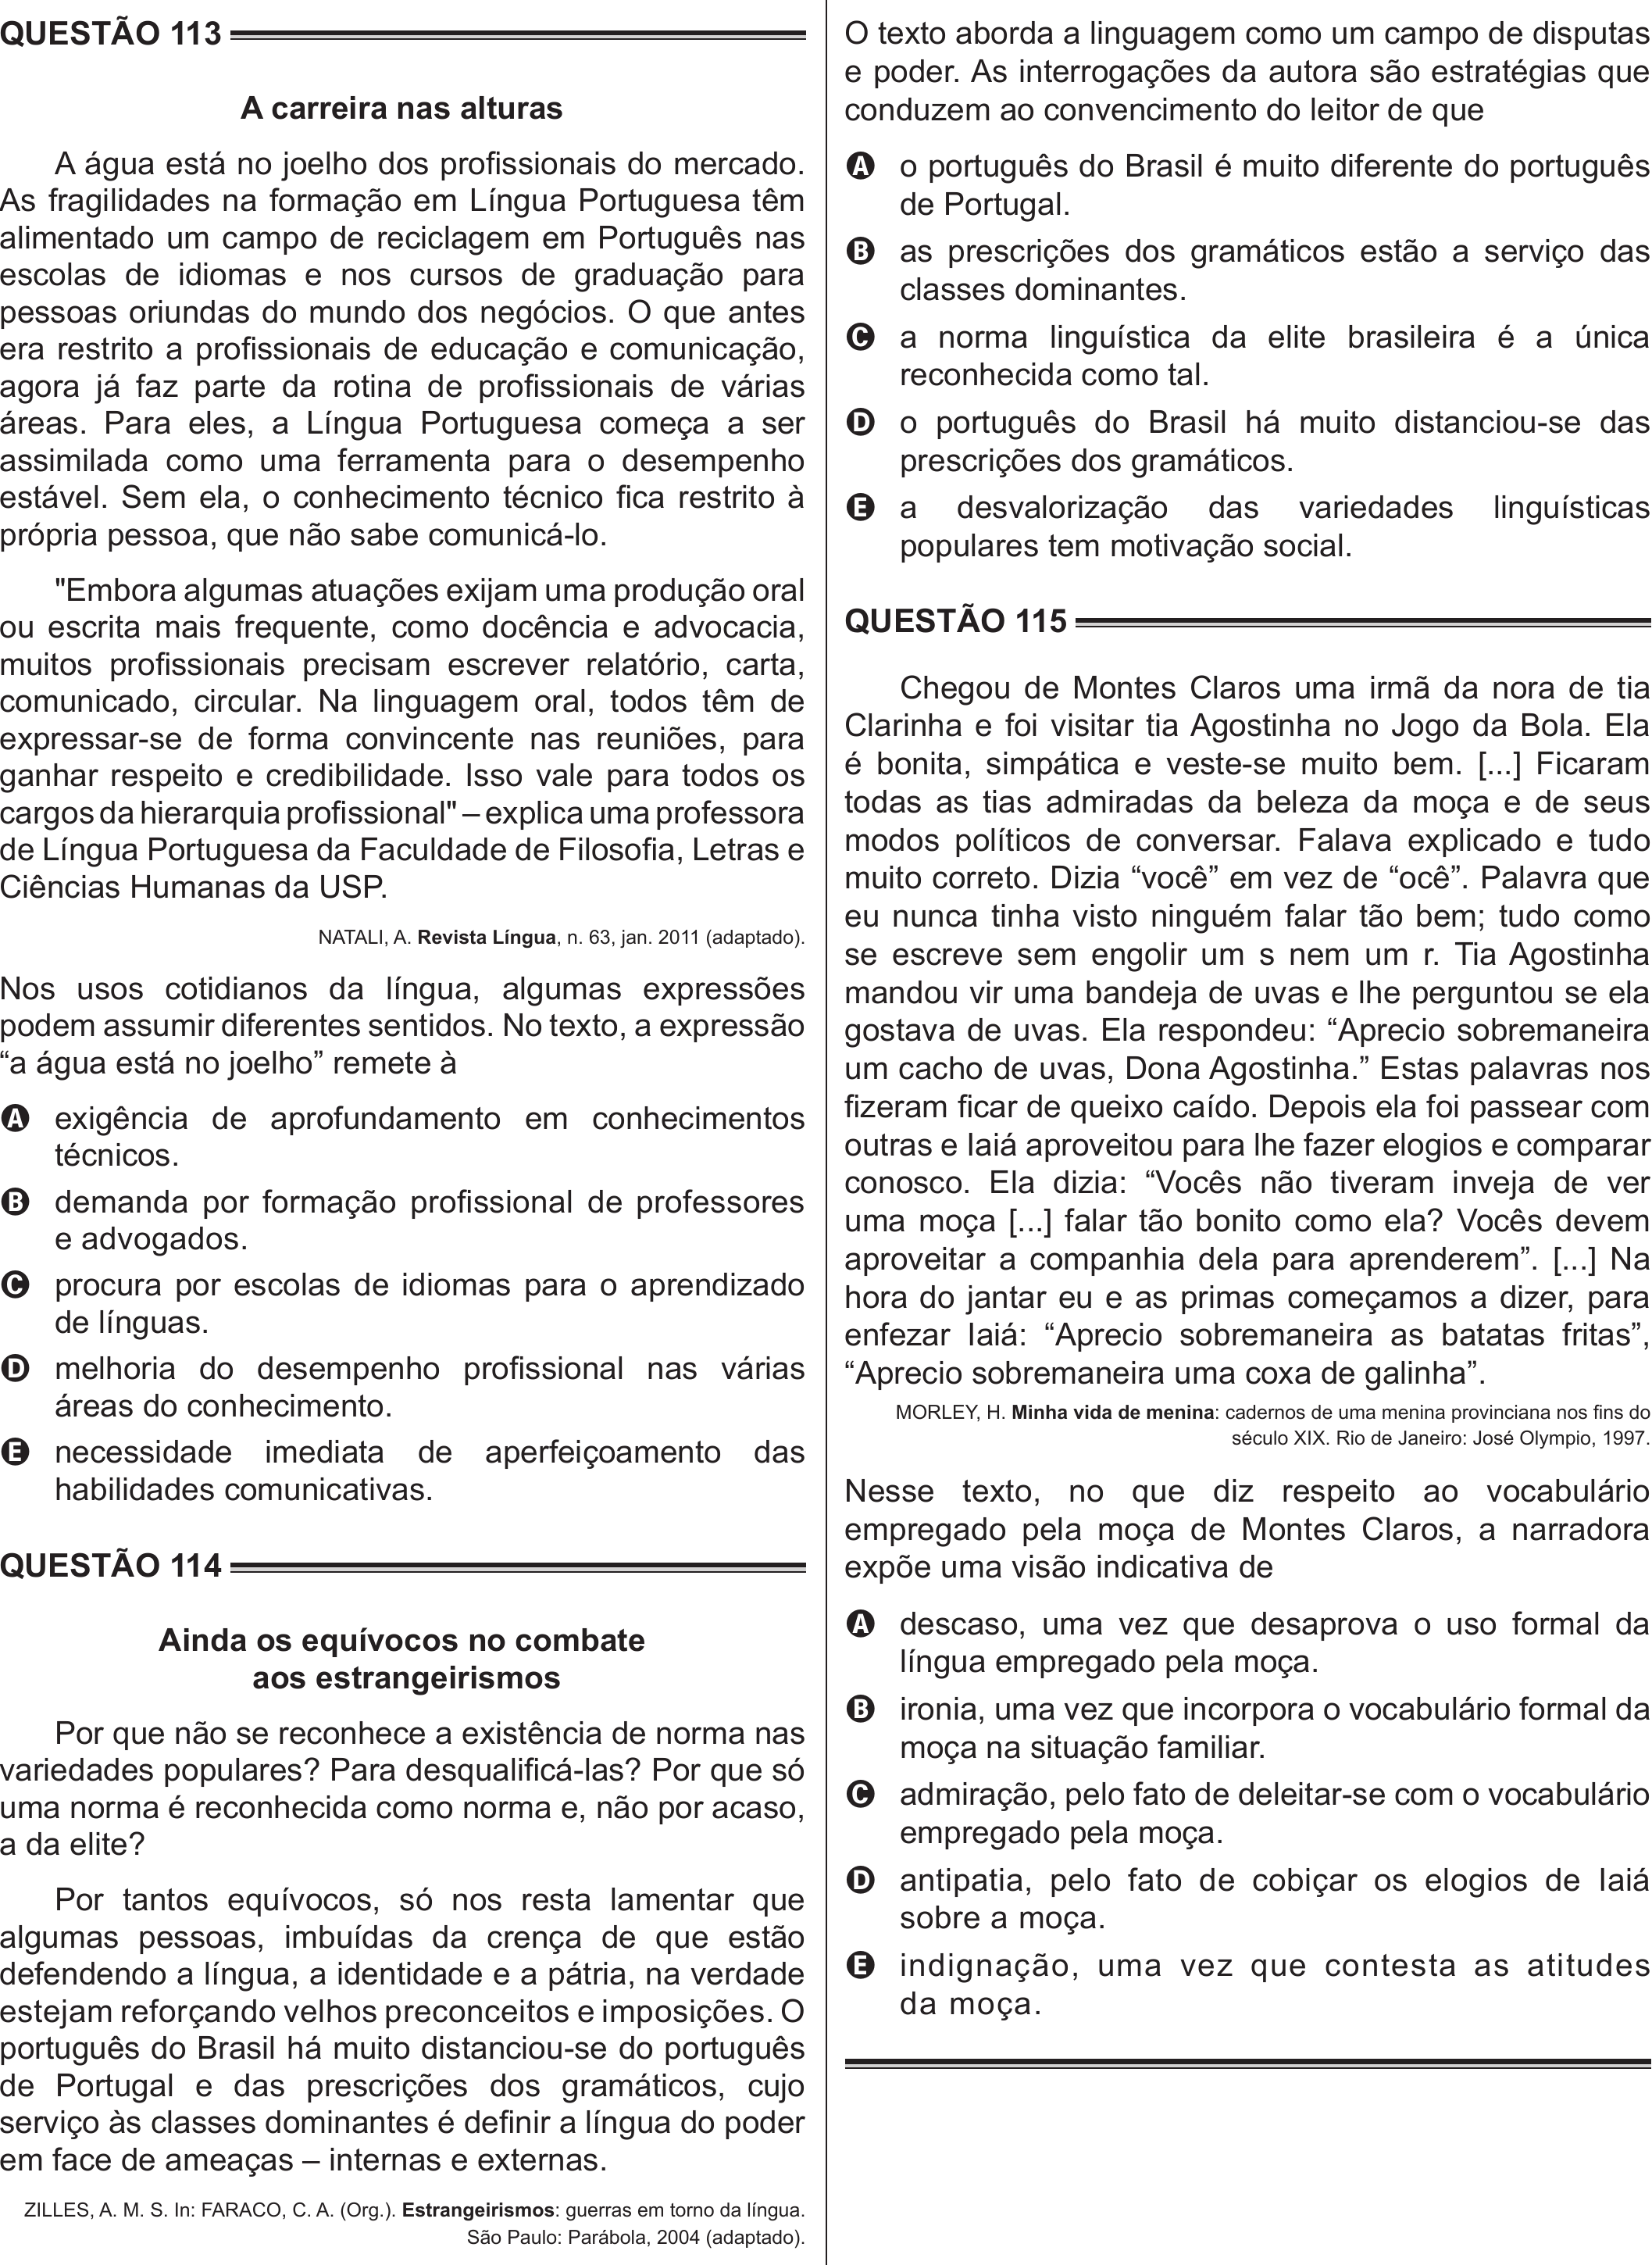 QUESTÃO 113
A carreira nas alturas
A água está no joelho dos profissionais do mercado.
As fragilidades na formação em Língua Portuguesa têm
alimentado um campo de reciclagem em Português nas
escolas de idiomas e nos cursos de graduação para
pessoas oriundas do mundo dos negócios. O que antes
era restrito a profissionais de educação e comunicação,
agora já faz parte da rotina de profissionais de várias
áreas. Para eles, a Língua Portuguesa começa a ser
assimilada como uma ferramenta para o desempenho
estável. Sem ela, o conhecimento técnico fica restrito à
própria pessoa, que não sabe comunicá-lo.
"Embora algumas atuações exijam uma produção oral
ou escrita mais frequente, como docência e advocacia,
muitos profissionais precisam escrever relatório, carta,
comunicado, circular. Na linguagem oral, todos têm de
expressar-se de forma convincente nas reuniões, para
ganhar respeito e credibilidade. Isso vale para todos os
cargos da hierarquia profissional" – explica uma professora
de Língua Portuguesa da Faculdade de Filosofia, Letras e
Ciências Humanas da USP.
NATALI, A. Revista Língua, n. 63, jan. 2011 (adaptado).
Nos usos cotidianos da língua, algumas expressões
podem assumir diferentes sentidos. No texto, a expressão
“a água está no joelho” remete à
A exigência de aprofundamento em conhecimentos
técnicos.
B demanda por formação profissional de professores
e advogados.
C procura por escolas de idiomas para o aprendizado
de línguas.
D melhoria do desempenho profissional nas várias
áreas do conhecimento.
E necessidade imediata de aperfeiçoamento das
habilidades comunicativas.
QUESTÃO 114
Ainda os equívocos no combate
aos estrangeirismos
Por que não se reconhece a existência de norma nas
variedades populares? Para desqualificá-las? Por que só
uma norma é reconhecida como norma e, não por acaso,
a da elite?
Por tantos equívocos, só nos resta lamentar que
algumas pessoas, imbuídas da crença de que estão
defendendo a língua, a identidade e a pátria, na verdade
estejam reforçando velhos preconceitos e imposições. O
português do Brasil há muito distanciou-se do português
de Portugal e das prescrições dos gramáticos, cujo
serviço às classes dominantes é definir a língua do poder
em face de ameaças – internas e externas.
ZILLES, A. M. S. In: FARACO, C. A. (Org.). Estrangeirismos: guerras em torno da língua.
São Paulo: Parábola, 2004 (adaptado).
O texto aborda a linguagem como um campo de disputas
e poder. As interrogações da autora são estratégias que
conduzem ao convencimento do leitor de que
A o português do Brasil é muito diferente do português
de Portugal.
B as prescrições dos gramáticos estão a serviço das
classes dominantes.
C a norma linguística da elite brasileira é a única
reconhecida como tal.
D o português do Brasil há muito distanciou-se das
prescrições dos gramáticos.
E a desvalorização das variedades linguísticas
populares tem motivação social.
QUESTÃO 115
Chegou de Montes Claros uma irmã da nora de tia
Clarinha e foi visitar tia Agostinha no Jogo da Bola. Ela
é bonita, simpática e veste-se muito bem. [...] Ficaram
todas as tias admiradas da beleza da moça e de seus
modos políticos de conversar. Falava explicado e tudo
muito correto. Dizia “você” em vez de “ocê”. Palavra que
eu nunca tinha visto ninguém falar tão bem; tudo como
se escreve sem engolir um s nem um r. Tia Agostinha
mandou vir uma bandeja de uvas e lhe perguntou se ela
gostava de uvas. Ela respondeu: “Aprecio sobremaneira
um cacho de uvas, Dona Agostinha.” Estas palavras nos
fizeram ficar de queixo caído. Depois ela foi passear com
outras e Iaiá aproveitou para lhe fazer elogios e comparar
conosco. Ela dizia: “Vocês não tiveram inveja de ver
uma moça [...] falar tão bonito como ela? Vocês devem
aproveitar a companhia dela para aprenderem”. [...] Na
hora do jantar eu e as primas começamos a dizer, para
enfezar Iaiá: “Aprecio sobremaneira as batatas fritas”,
“Aprecio sobremaneira uma coxa de galinha”.
MORLEY, H. Minha vida de menina: cadernos de uma menina provinciana nos fins do
século XIX. Rio de Janeiro: José Olympio, 1997.
Nesse texto, no que diz respeito ao vocabulário
empregado pela moça de Montes Claros, a narradora
expõe uma visão indicativa de
A descaso, uma vez que desaprova o uso formal da
língua empregado pela moça.
B ironia, uma vez que incorpora o vocabulário formal da
moça na situação familiar.
C admiração, pelo fato de deleitar-se com o vocabulário
empregado pela moça.
D antipatia, pelo fato de cobiçar os elogios de Iaiá
sobre a moça.
E indignação, uma vez que contesta as atitudes
da moça.